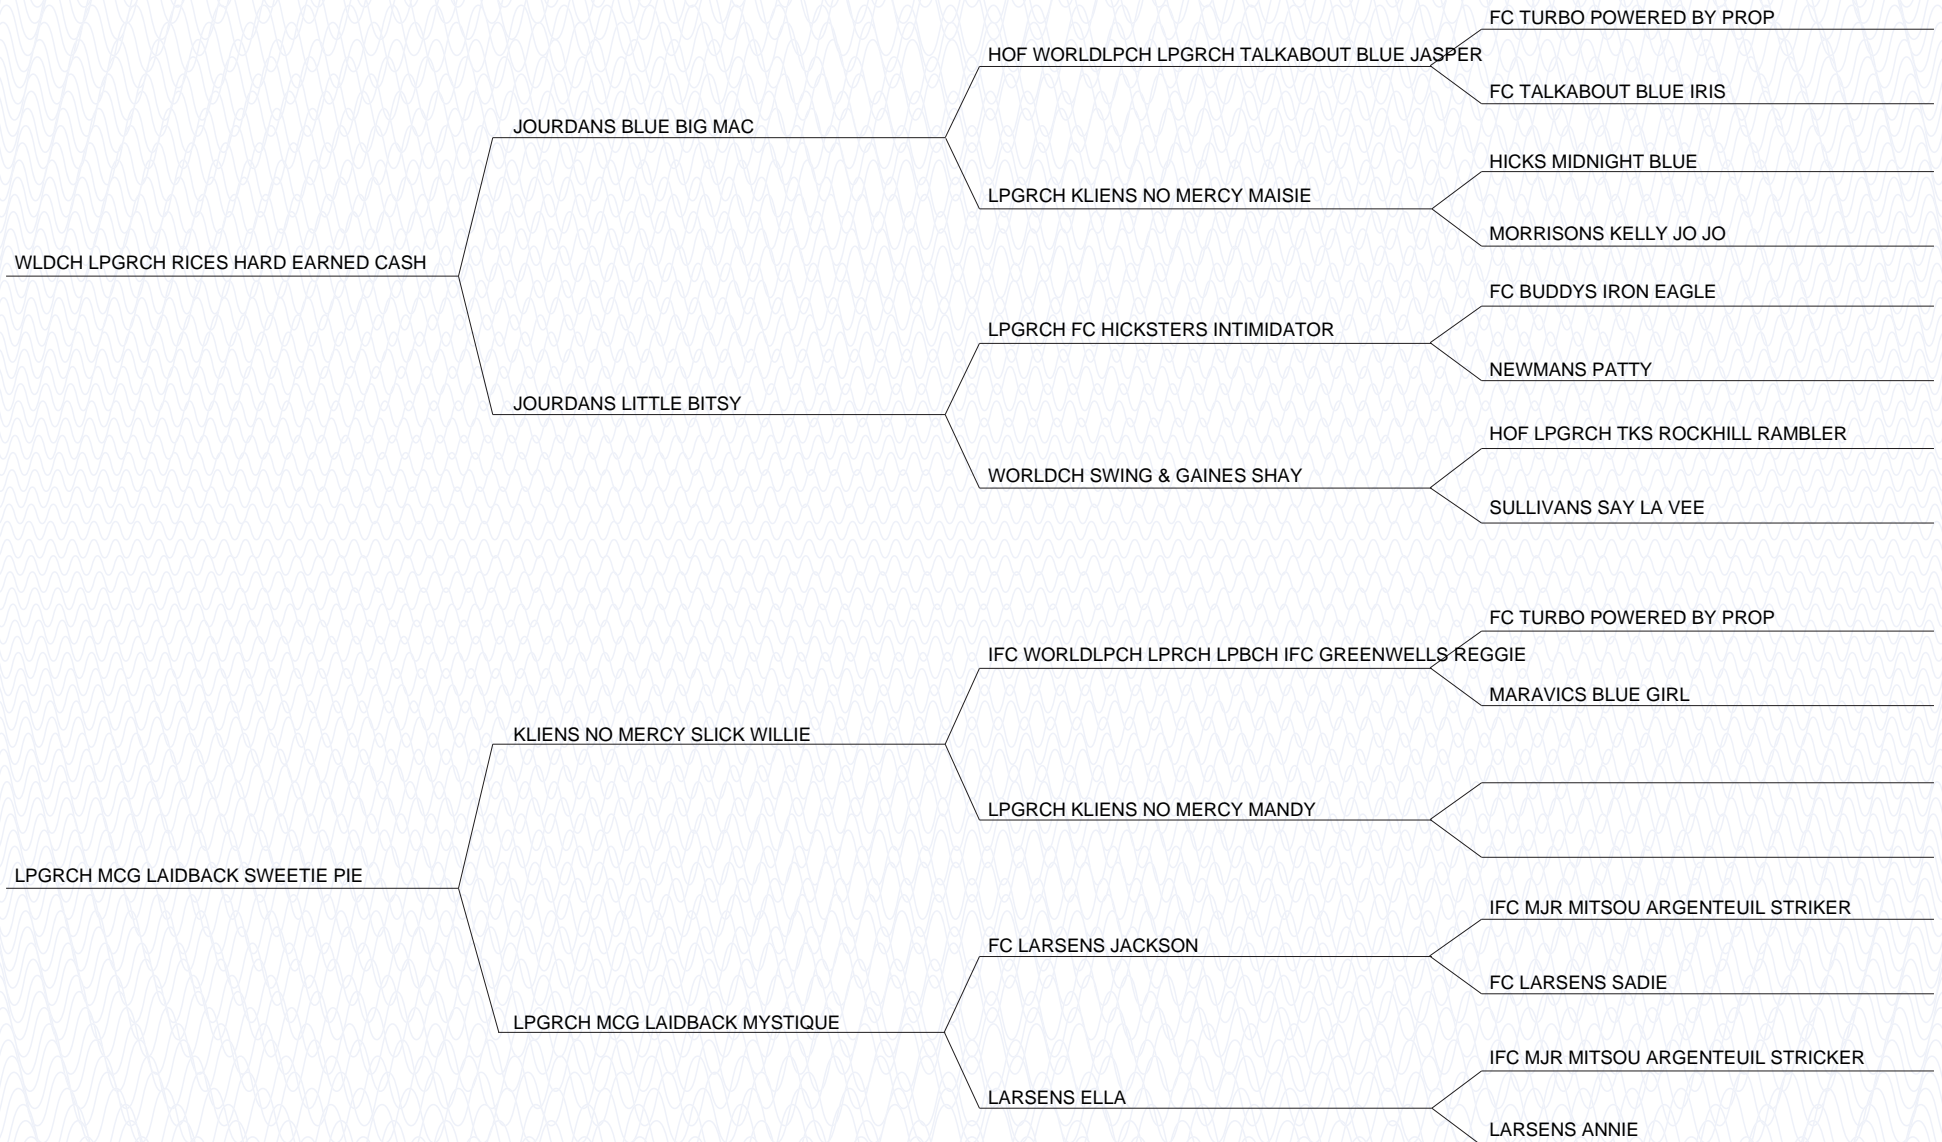 FC TURBO POWERED BY PROP
HOF WORLDLPCH LPGRCH TALKABOUT BLUE JASPER
FC TALKABOUT BLUE IRIS
JOURDANS BLUE BIG MAC
HICKS MIDNIGHT BLUE
LPGRCH KLIENS NO MERCY MAISIE
MORRISONS KELLY JO JO
WLDCH LPGRCH RICES HARD EARNED CASH
FC BUDDYS IRON EAGLE
LPGRCH FC HICKSTERS INTIMIDATOR
NEWMANS PATTY
JOURDANS LITTLE BITSY
HOF LPGRCH TKS ROCKHILL RAMBLER
WORLDCH SWING & GAINES SHAY
SULLIVANS SAY LA VEE
FC TURBO POWERED BY PROP
IFC WORLDLPCH LPRCH LPBCH IFC GREENWELLS REGGIE
MARAVICS BLUE GIRL
KLIENS NO MERCY SLICK WILLIE
LPGRCH KLIENS NO MERCY MANDY
LPGRCH MCG LAIDBACK SWEETIE PIE
IFC MJR MITSOU ARGENTEUIL STRIKER
FC LARSENS JACKSON
FC LARSENS SADIE
LPGRCH MCG LAIDBACK MYSTIQUE
IFC MJR MITSOU ARGENTEUIL STRICKER
LARSENS ELLA
LARSENS ANNIE